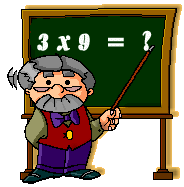 3 x 9 = ?